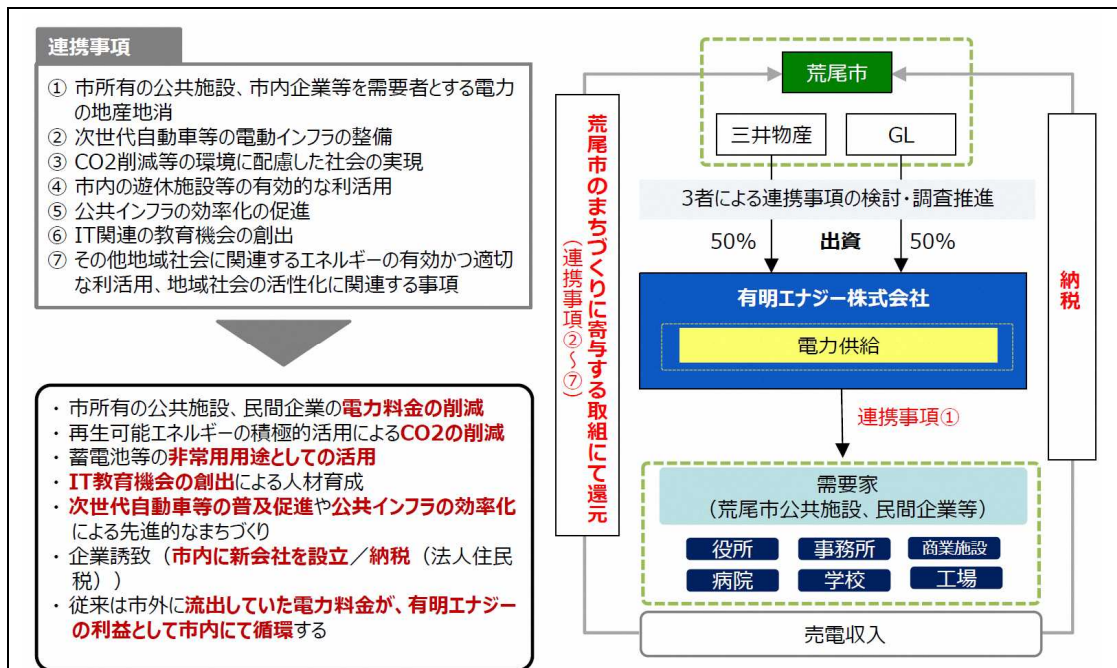 連携事項
① 市所有の公共施設、市内企業等を需要者とする電力
の地産地消
② 次世代自動車等の電動インフラの整備
③ CO2削減等の環境に配慮した社会の実現
④ 市内の遊休施設等の有効的な利活用
⑤ 公共インフラの効率化の促進
⑥ IT関連の教育機会の創出
⑦ その他地域社会に関連するエネルギーの有効かつ適切
な利活用、地域社会の活性化に関連する事項
・ 市所有の公共施設、民間企業の電力料金の削減
・ 再生可能エネルギーの積極的活用によるCO2の削減
・ 蓄電池等の非常用用途としての活用
・ IT教育機会の創出による人材育成
・ 次世代自動車等の普及促進や公共インフラの効率化
による先進的なまちづくり
・ 企業誘致（市内に新会社を設立／納税（法人住民
税））
・ 従来は市外に流出していた電力料金が、有明エナジー
の利益として市内にて循環する
荒尾市のまちづくりに寄与する取組にて還元
（連携事項②～⑦）
荒尾市
三井物産
GL
3者による連携事項の検討・調査推進
50% 出資 50%
有明エナジー株式会社
電力供給
連携事項①
需要家
（荒尾市公共施設、民間企業等）
役所 事務所 商業施設
病院 学校 工場
売電収入
納税